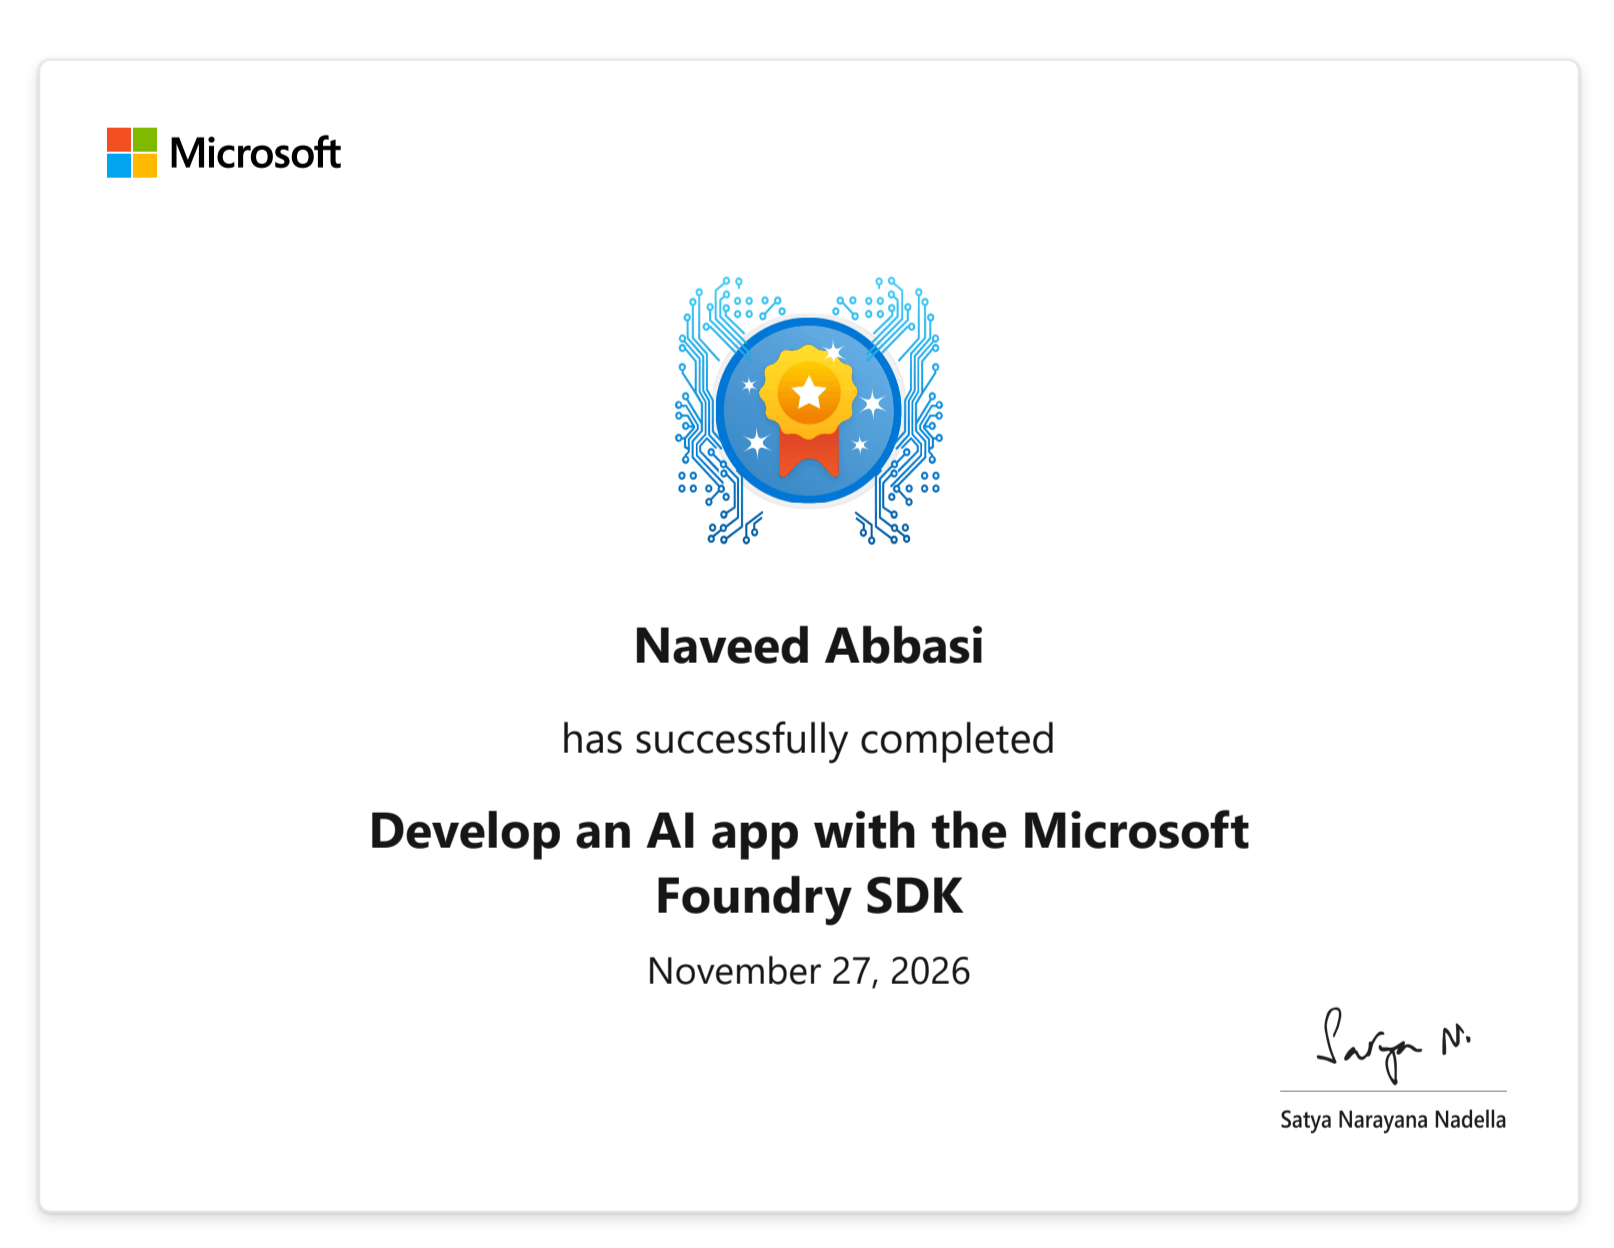 Microsoft
Naveed Abbasi
has successfully completed
Develop an AI app with the Microsoft
Foundry SDK
November 27, 2026
Satya N.
Satya Narayana Nadella